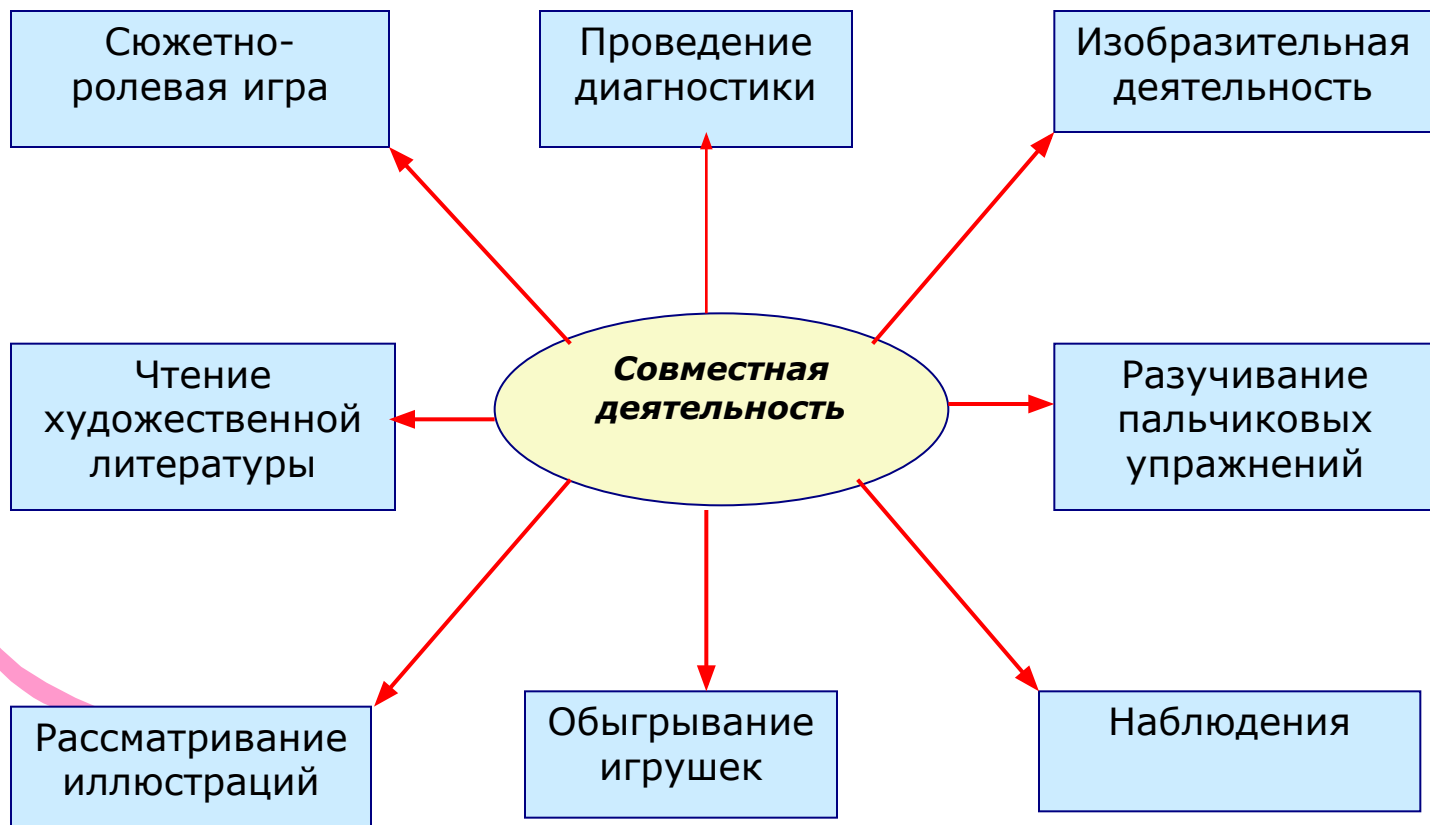 Сюжетно-
ролевая игра
Проведение
диагностики
Изобразительная
деятельность
Чтение
художественной
литературы
Совместная
деятельность
Разучивание
пальчиковых
упражнений
Рассматривание
иллюстраций
Обыгрывание
игрушек
Наблюдения